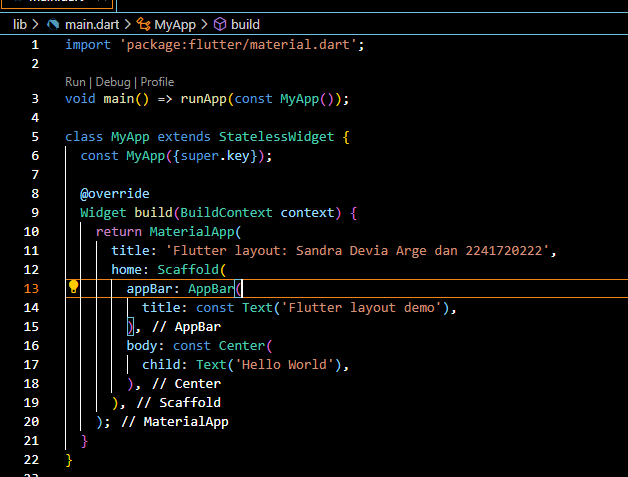 main.dart
lib > main.dart > MyApp > build
1 import 'package:flutter/material.dart';
2
Run | Debug | Profile
3 void main() => runApp(const MyApp());
4
5 class MyApp extends StatelessWidget {
6 const MyApp({super.key});
7
8 @override
9 Widget build(BuildContext context) {
10 return MaterialApp(
11 title: 'Flutter layout: Sandra Devia Arge dan 2241720222',
12 home: Scaffold(
13 appBar: AppBar(
14 title: const Text('Flutter layout demo'),
15 ), // AppBar
16 body: const Center(
17 child: Text('Hello World'),
18 ), // Center
19 ), // Scaffold
20 ); // MaterialApp
21 }
22 }